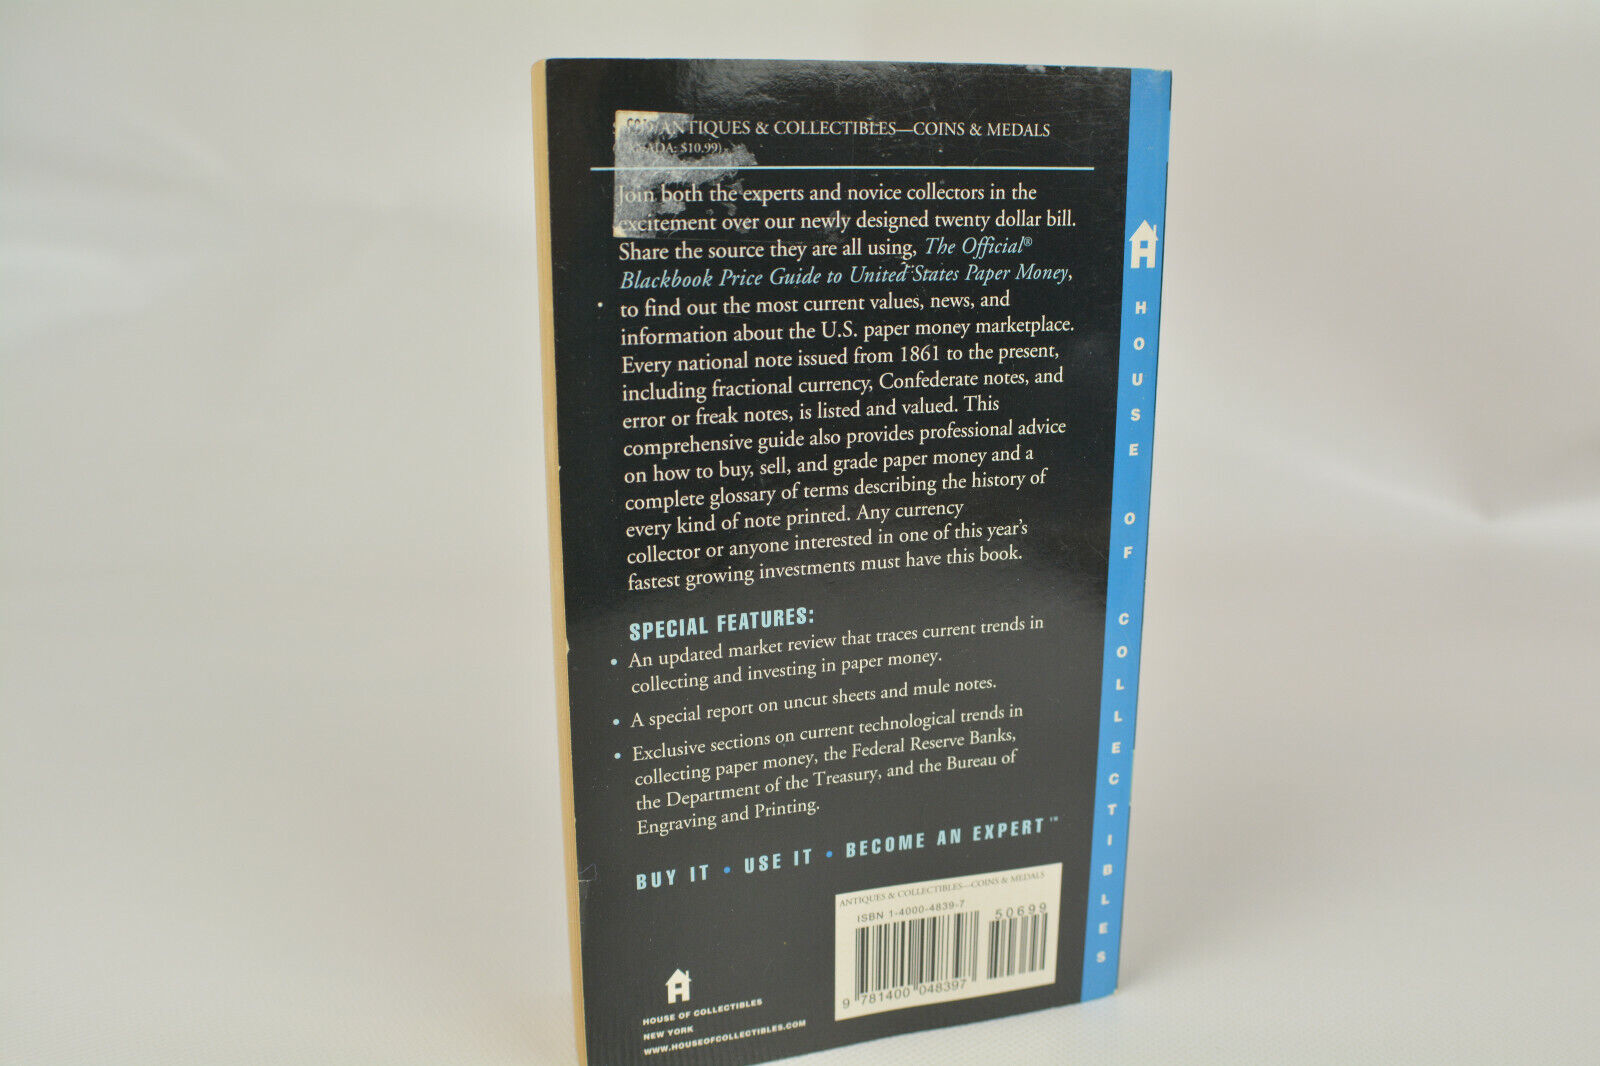 ANTIQUES & COLLECTIBLES—COINS & MEDALS
$10.99)
Join both the experts and novice collectors in the
excitement over our newly designed twenty dollar bill.
Share the source they are all using, The Official®
Blackbook Price Guide to United States Paper Money,
to find out the most current values, news, and
information about the U.S. paper money marketplace.
Every national note issued from 1861 to the present,
including fractional currency, Confederate notes, and
error or freak notes, is listed and valued. This
comprehensive guide also provides professional advice
on how to buy, sell, and grade paper money and a
complete glossary of terms describing the history of
every kind of note printed. Any currency
collector or anyone interested in one of this year's
fastest growing investments must have this book.
SPECIAL FEATURES:
• An updated market review that traces current trends in
collecting and investing in paper money.
• A special report on uncut sheets and mule notes.
• Exclusive sections on current technological trends in
collecting paper money, the Federal Reserve Banks,
the Department of the Treasury, and the Bureau of
Engraving and Printing.
BUY IT • USE IT • BECOME AN EXPERT™
ANTIQUES & COLLECTIBLES—COINS & MEDALS
ISBN 1-4000-4839-7
50699
9 781400 048397
HOUSE OF COLLECTIBLES
NEW YORK
WWW.HOUSEOFCOLLECTIBLES.COM
HOUSE OF COLLECTIBLES